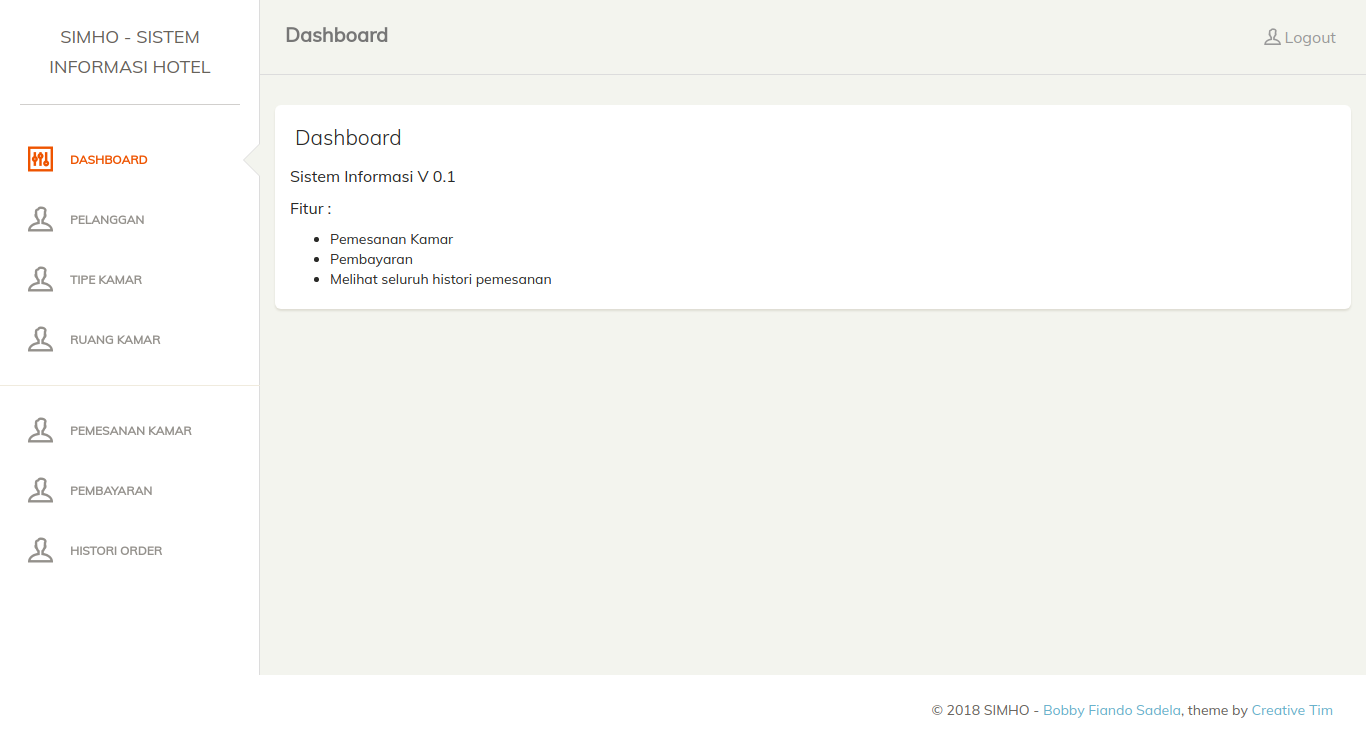 SIMHO - SISTEM
INFORMASI HOTEL
DASHBOARD
PELANGGAN
TIPE KAMAR
RUANG KAMAR
PEMESANAN KAMAR
PEMBAYARAN
HISTORI ORDER
Dashboard
Logout
Dashboard
Sistem Informasi V 0.1
Fitur :
Pemesanan Kamar
Pembayaran
Melihat seluruh histori pemesanan
© 2018 SIMHO - Bobby Fiando Sadela, theme by Creative Tim